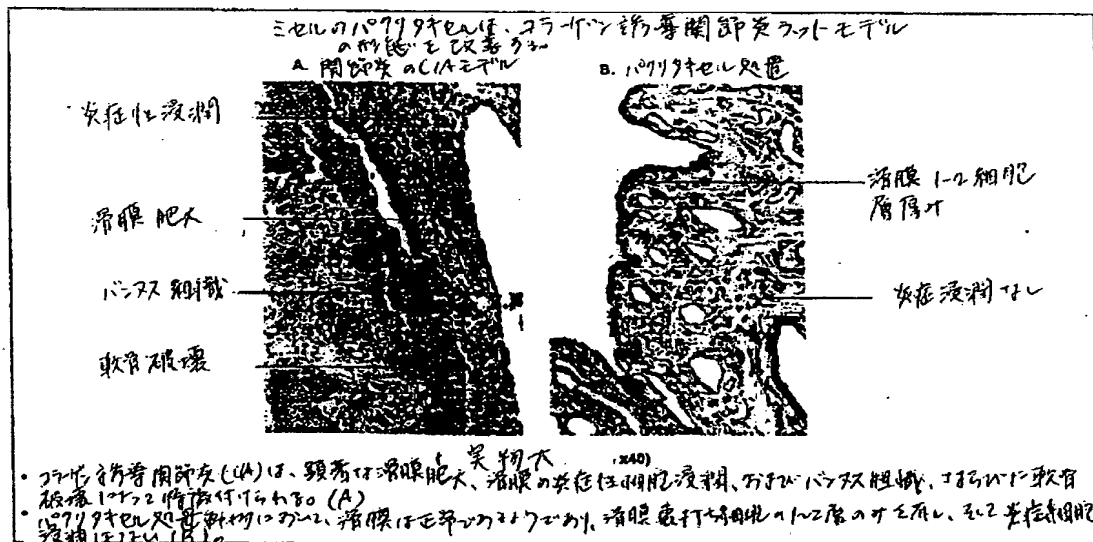 ミセルのパクリタキセルは、コラーゲン誘導関節炎ラットモデル
の形態を改善する。
A. 関節炎のCIAモデル
B. パクリタキセル処置
炎症性浸潤
滑膜肥大
パンヌス組織
軟骨破壊
滑膜 1-2細胞
層厚み
炎症浸潤なし
実物大 (x40)
・コラーゲン誘導関節炎(CIA)は、顕著な滑膜肥大、滑膜の炎症性細胞浸潤、およびパンヌス組織、ならびに軟骨
破壊によって特徴付けられる。(A)
・パクリタキセル処置動物において、滑膜は正常であるようであり、滑膜裏打ち細胞の1〜2層のみを有し、そして炎症細胞
浸潤はない(B)。